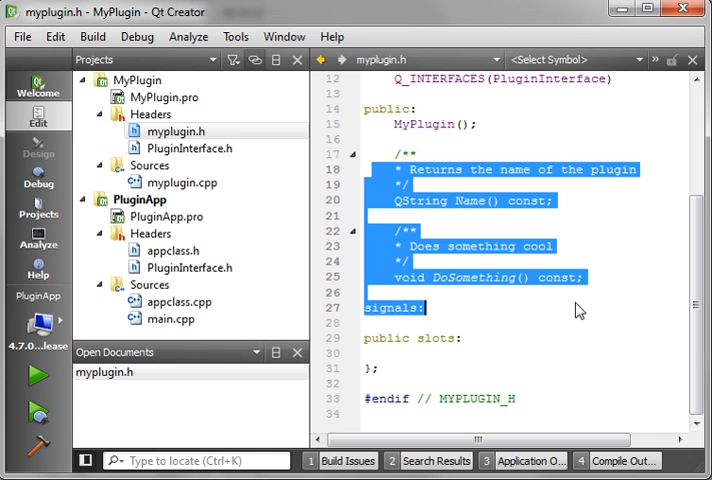 myplugin.h - MyPlugin - Qt Creator
File Edit Build Debug Analyze Tools Window Help
Projects
myplugin.h <Select Symbol> »
Welcome
Edit
Design
Debug
Projects
Analyze
Help
PluginApp
4.7.0...lease
MyPlugin
MyPlugin.pro
Headers
myplugin.h
PluginInterface.h
Sources
myplugin.cpp
PluginApp
PluginApp.pro
Headers
appclass.h
PluginInterface.h
Sources
appclass.cpp
main.cpp
Open Documents
myplugin.h
12 Q_INTERFACES(PluginInterface)
13
14 public:
15 MyPlugin();
16
17 /**
18 * Returns the name of the plugin
19 */
20 QString Name() const;
21
22 /**
23 * Does something cool
24 */
25 void DoSomething() const;
26
27 signals:
28
29 public slots:
30
31 };
32
33 #endif // MYPLUGIN_H
34
Type to locate (Ctrl+K) 1 Build Issues 2 Search Results 3 Application O... 4 Compile Out...